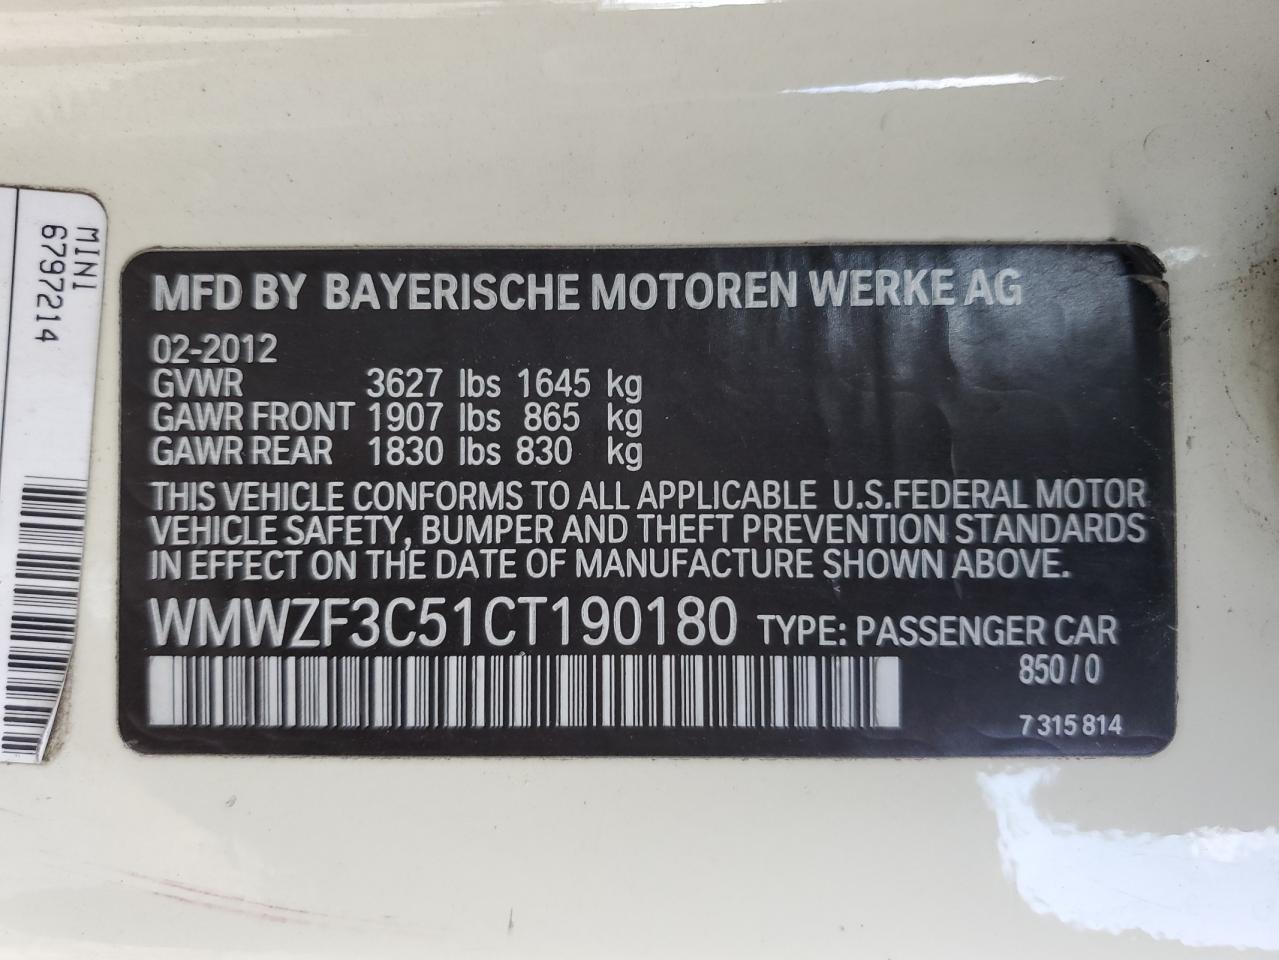 MINI
6797214
MFD BY BAYERISCHE MOTOREN WERKE AG
02-2012
GVWR 3627 lbs 1645 kg
GAWR FRONT 1907 lbs 865 kg
GAWR REAR 1830 lbs 830 kg
THIS VEHICLE CONFORMS TO ALL APPLICABLE U.S.FEDERAL MOTOR
VEHICLE SAFETY, BUMPER AND THEFT PREVENTION STANDARDS
IN EFFECT ON THE DATE OF MANUFACTURE SHOWN ABOVE.
WMWZF3C51CT190180 TYPE: PASSENGER CAR
850/0
7 315 814